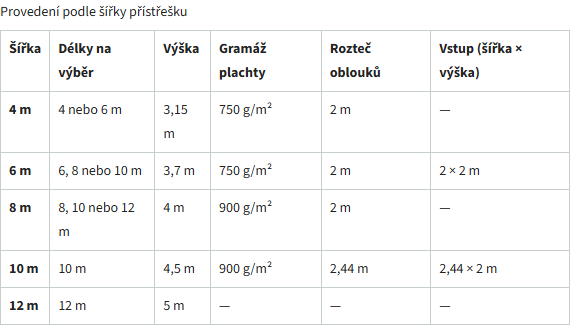 Provedení podle šířky přístřešku
Šířka Délky na výběr Výška Gramáž plachty Rozteč oblouků Vstup (šířka × výška)
4 m 4 nebo 6 m 3,15 m 750 g/m² 2 m —
6 m 6, 8 nebo 10 m 3,7 m 750 g/m² 2 m 2 × 2 m
8 m 8, 10 nebo 12 m 4 m 900 g/m² 2 m —
10 m 10 m 4,5 m 900 g/m² 2,44 m 2,44 × 2 m
12 m 12 m 5 m — — —